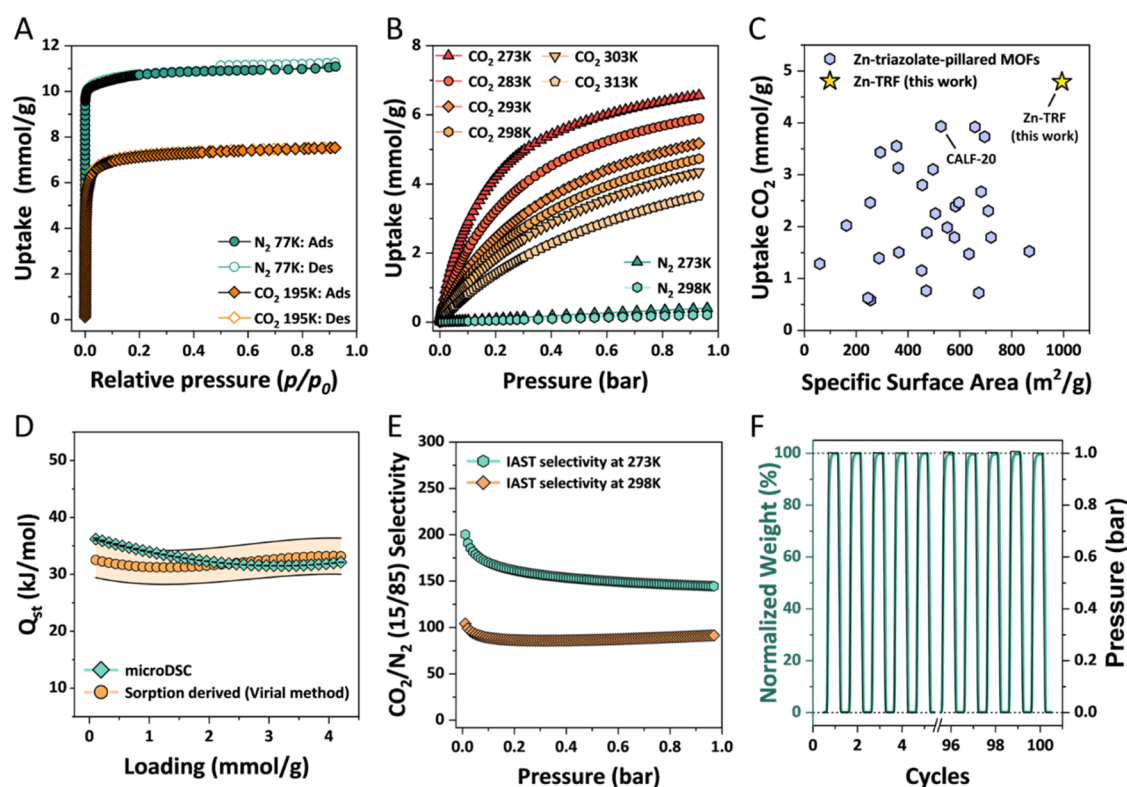 A
Uptake (mmol/g)
12
10
8
6
4
2
0
N₂ 77K: Ads
N₂ 77K: Des
CO₂ 195K: Ads
CO₂ 195K: Des
0.0 0.2 0.4 0.6 0.8 1.0
Relative pressure (p/p₀)
B
Uptake (mmol/g)
8
6
4
2
0
CO₂ 273K
CO₂ 283K
CO₂ 293K
CO₂ 298K
CO₂ 303K
CO₂ 313K
N₂ 273K
N₂ 298K
0.0 0.2 0.4 0.6 0.8 1.0
Pressure (bar)
C
Uptake CO₂ (mmol/g)
5
4
3
2
1
0
Zn-triazolate-pillared MOFs
Zn-TRF (this work)
Zn-TRF
(this work)
CALF-20
0 200 400 600 800 1000
Specific Surface Area (m²/g)
D
Qst (kJ/mol)
50
40
30
20
10
microDSC
Sorption derived (Virial method)
0 1 2 3 4 5
Loading (mmol/g)
E
CO₂/N₂ (15/85) Selectivity
300
250
200
150
100
50
0
IAST selectivity at 273K
IAST selectivity at 298K
0.0 0.2 0.4 0.6 0.8 1.0
Pressure (bar)
F
Normalized Weight (%)
100
80
60
40
20
0
1.0
0.8
0.6
0.4
0.2
0.0
Pressure (bar)
0 2 4 96 98 100
Cycles